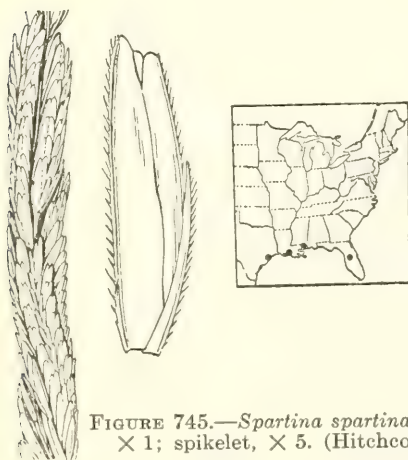 FIGURE 745.—Spartina spartina
× 1; spikelet, × 5. (Hitchco